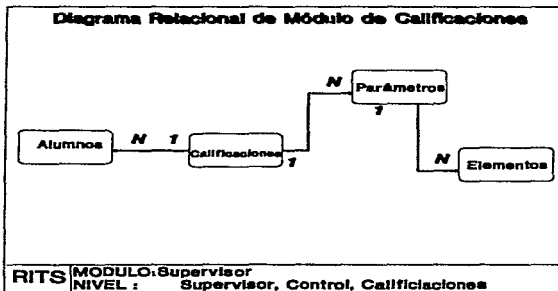 Diagrama Relacional de Módulo de Calificaciones
N
Parámetros
1
Alumnos
N 1
Calificaciones
1
N
Elementos
RITS
MODULO:Supervisor
NIVEL : Supervisor, Control, Calificiaciones